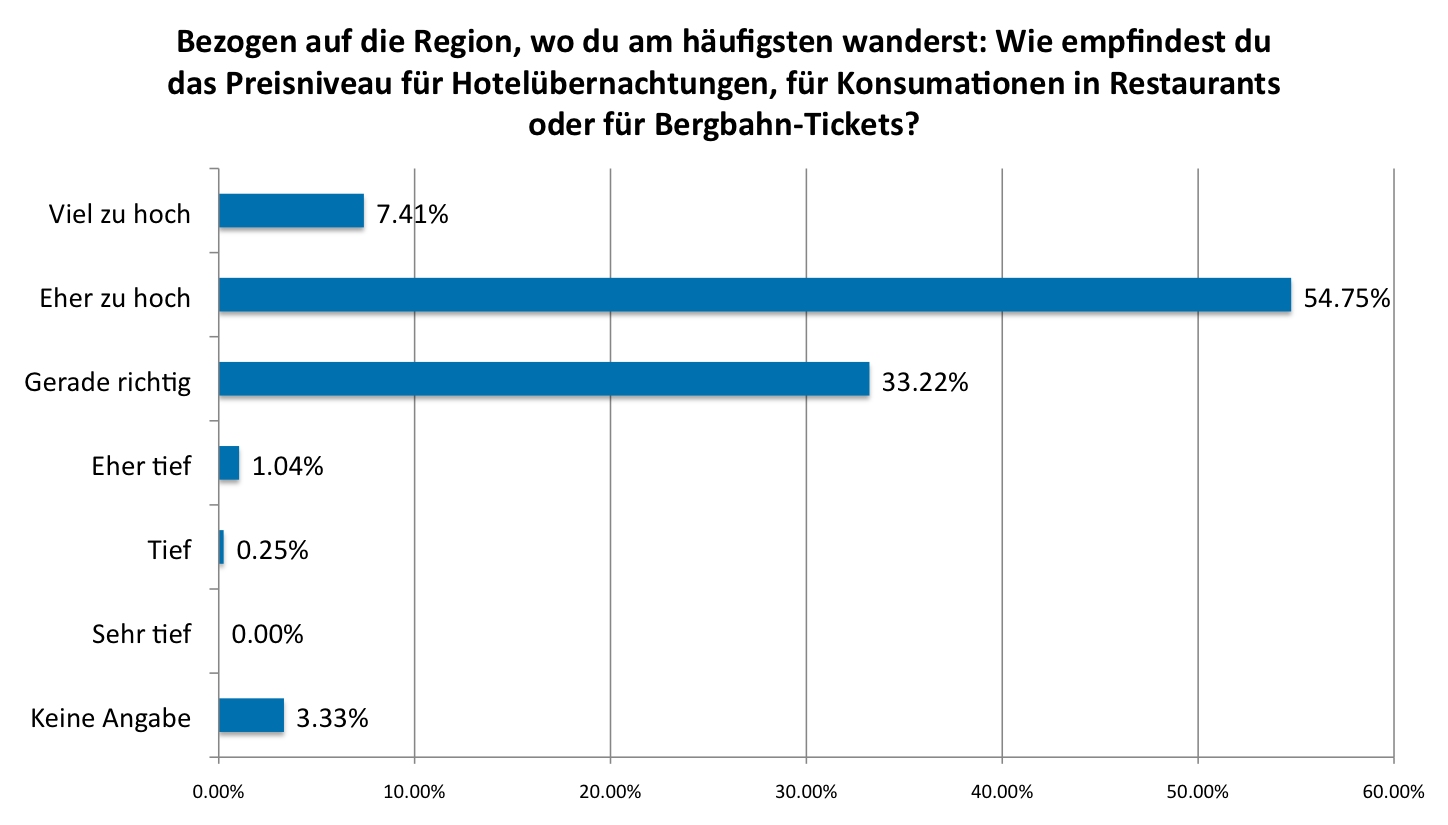 Bezogen auf die Region, wo du am häufigsten wanderst: Wie empfindest du
das Preisniveau für Hotelübernachtungen, für Konsumationen in Restaurants
oder für Bergbahn-Tickets?
Viel zu hoch 7.41%
Eher zu hoch 54.75%
Gerade richtig 33.22%
Eher tief 1.04%
Tief 0.25%
Sehr tief 0.00%
Keine Angabe 3.33%
0.00% 10.00% 20.00% 30.00% 40.00% 50.00% 60.00%